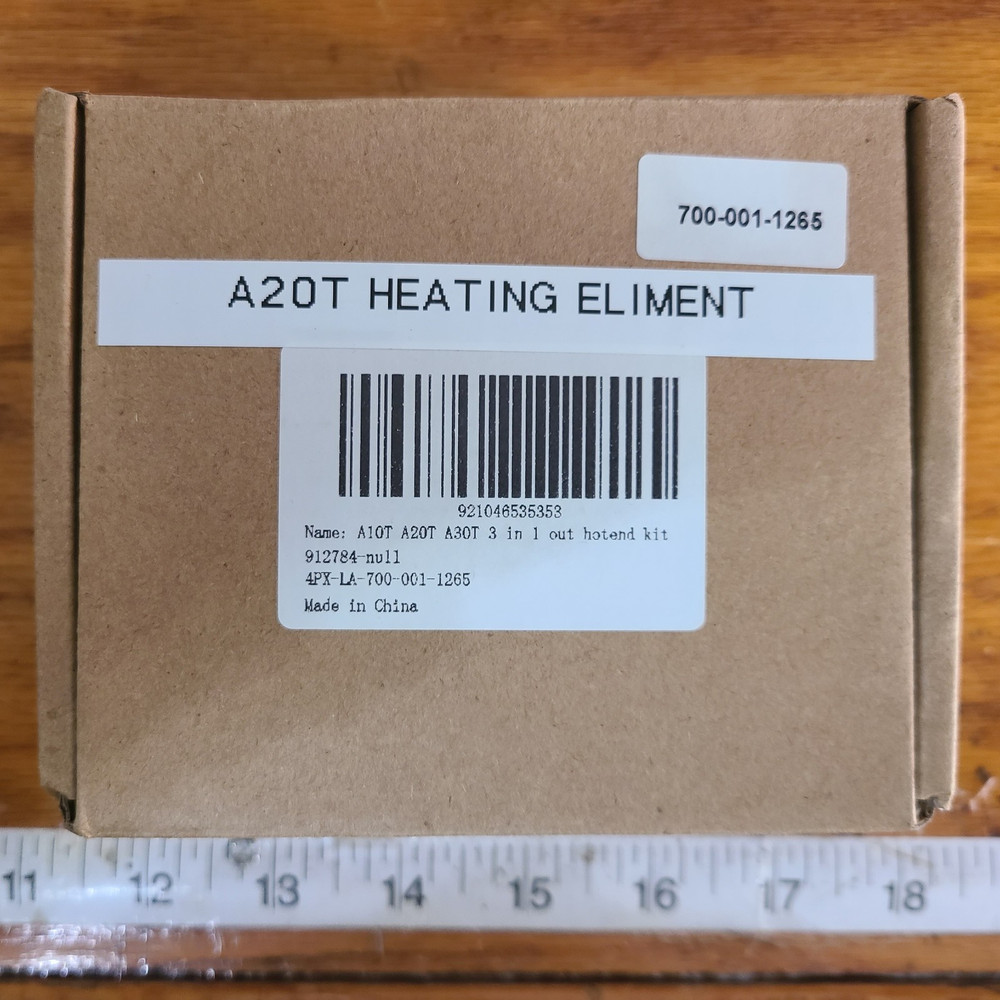 700-001-1265
A20T HEATING ELIMENT
921046535353
Name: A10T A20T A30T 3 in 1 out hotend kit
912784-null
4PX-LA-700-001-1265
Made in China
11 12 13 14 15 16 17 18